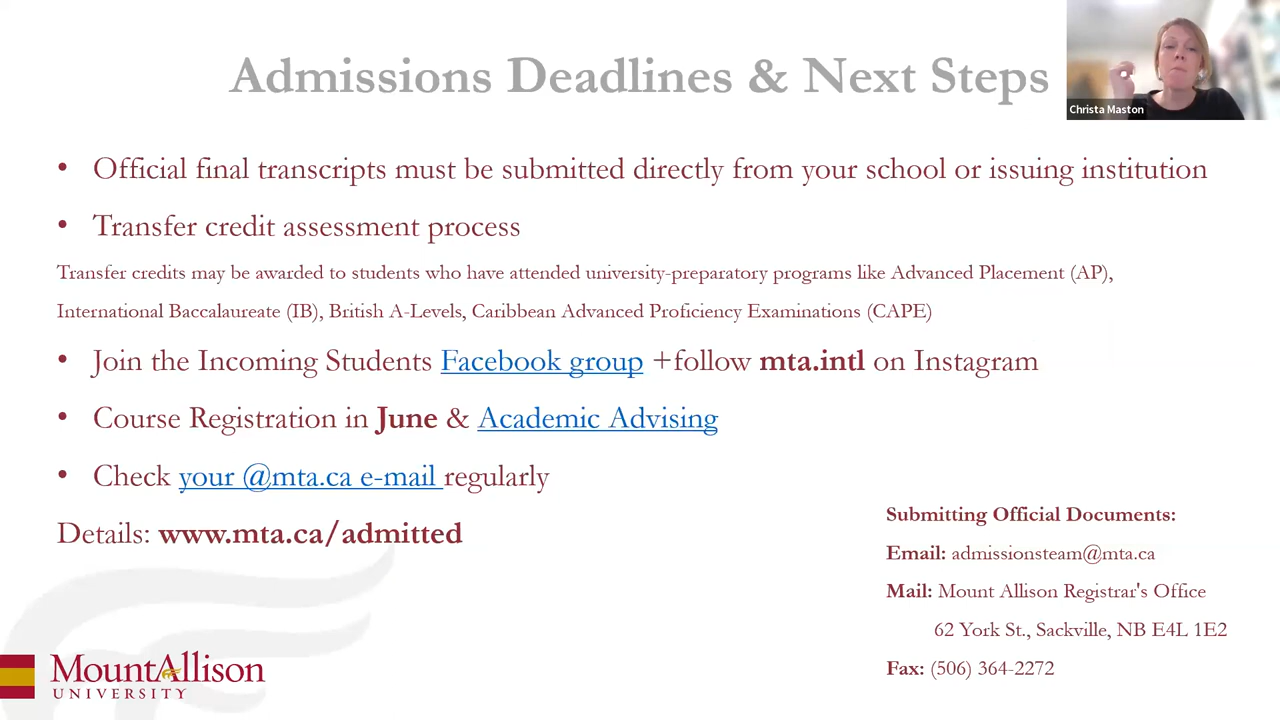 Admissions Deadlines & Next Steps
Christa Maston
• Official final transcripts must be submitted directly from your school or issuing institution
• Transfer credit assessment process
Transfer credits may be awarded to students who have attended university-preparatory programs like Advanced Placement (AP),
International Baccalaureate (IB), British A-Levels, Caribbean Advanced Proficiency Examinations (CAPE)
• Join the Incoming Students Facebook group +follow mta.intl on Instagram
• Course Registration in June & Academic Advising
• Check your @mta.ca e-mail regularly
Details: www.mta.ca/admitted
Submitting Official Documents:
Email: admissionsteam@mta.ca
Mail: Mount Allison Registrar's Office
62 York St., Sackville, NB E4L 1E2
Fax: (506) 364-2272
MountAllison
UNIVERSITY